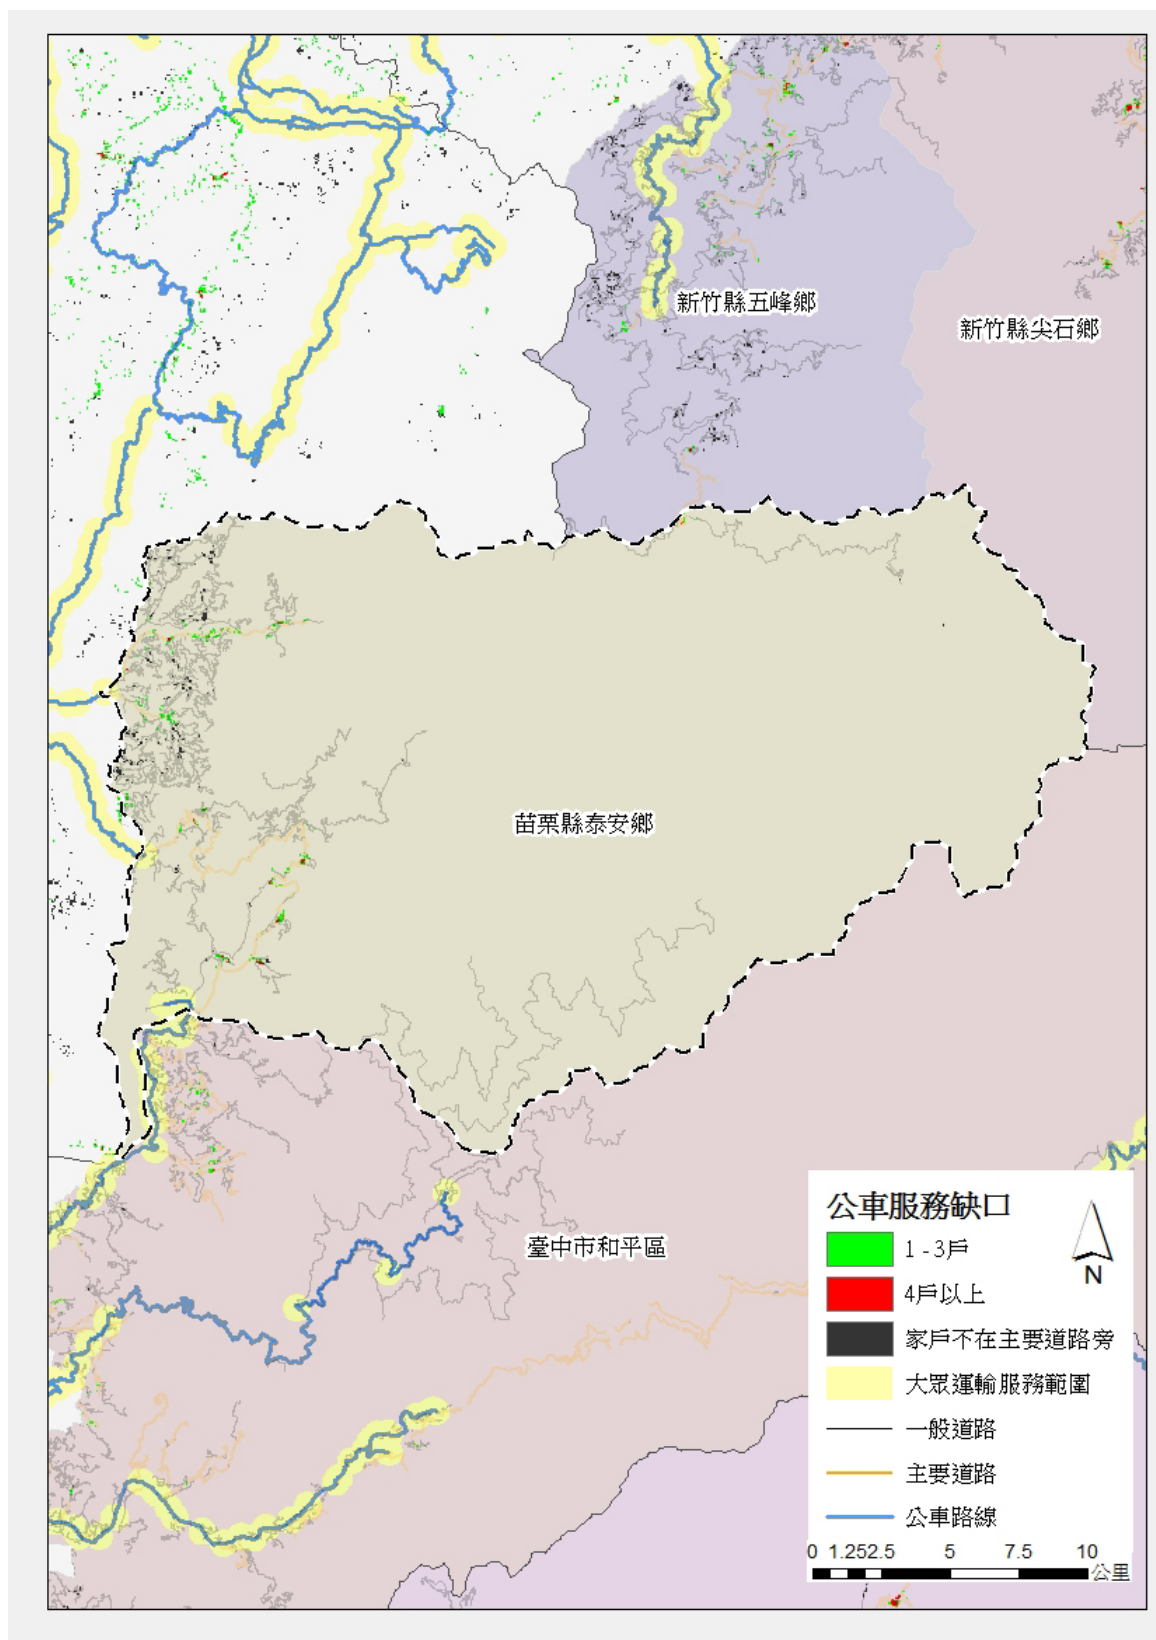 新竹縣五峰鄉
新竹縣尖石鄉
苗栗縣泰安鄉
臺中市和平區
公車服務缺口
1 - 3戶
4戶以上
家戶不在主要道路旁
大眾運輸服務範圍
一般道路
主要道路
公車路線
N
0 1.252.5 5 7.5 10
公里